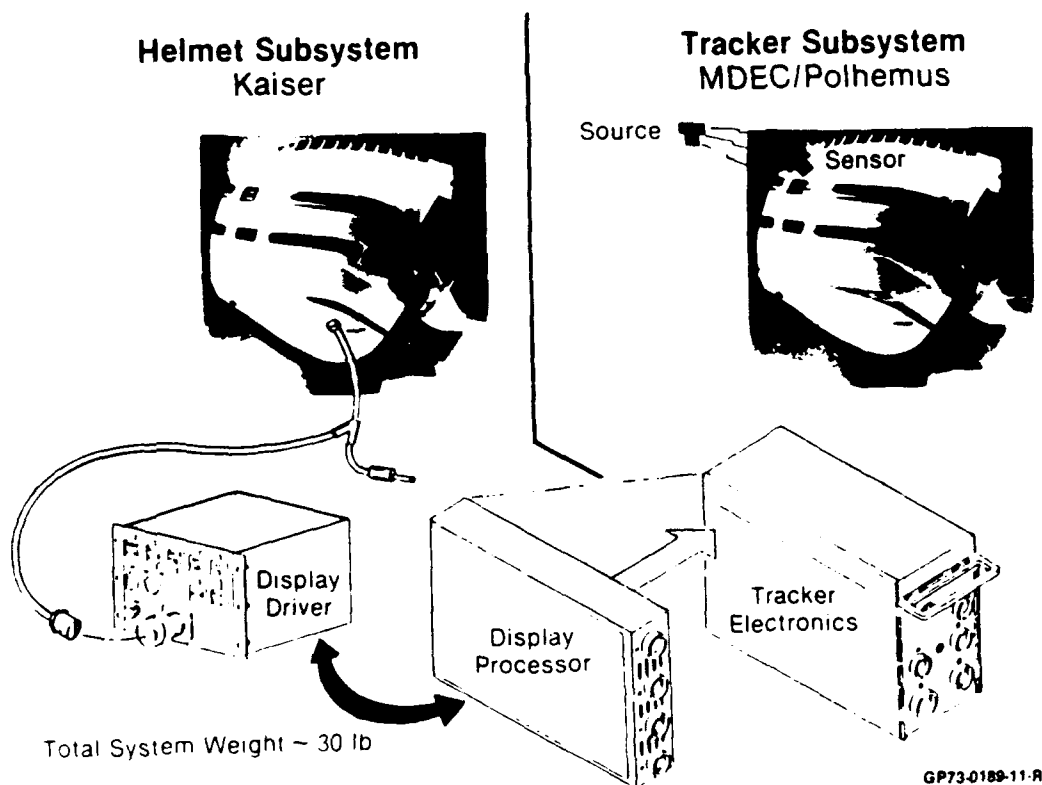 Helmet Subsystem
Kaiser
Tracker Subsystem
MDEC/Polhemus
Source
Sensor
Display
Driver
Display
Processor
Tracker
Electronics
Total System Weight ~ 30 lb
GP73-0189-11-R